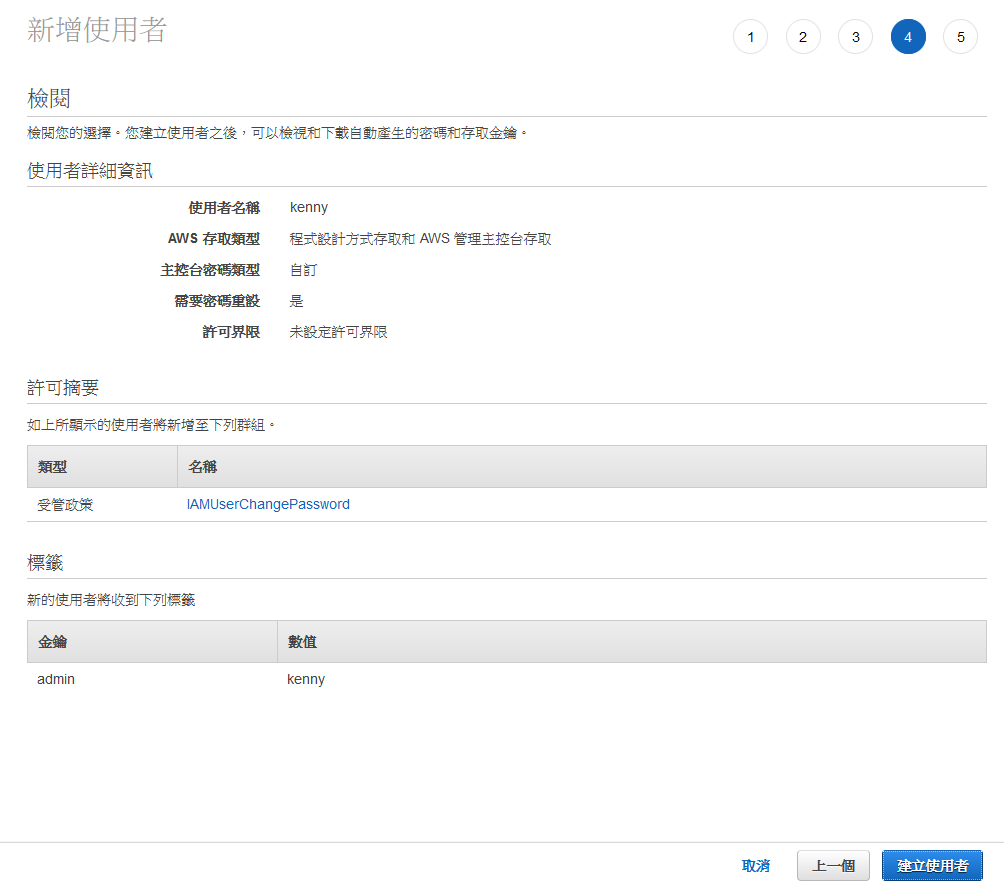 新增使用者
1 2 3 4 5
檢閱
檢閱您的選擇。您建立使用者之後，可以檢視和下載自動產生的密碼和存取金鑰。
使用者詳細資訊
使用者名稱 kenny
AWS 存取類型 程式設計方式存取和 AWS 管理主控台存取
主控台密碼類型 自訂
需要密碼重設 是
許可界限 未設定許可界限
許可摘要
如上所顯示的使用者將新增至下列群組。
類型 名稱
受管政策 IAMUserChangePassword
標籤
新的使用者將收到下列標籤
金鑰 數值
admin kenny
取消 上一個 建立使用者